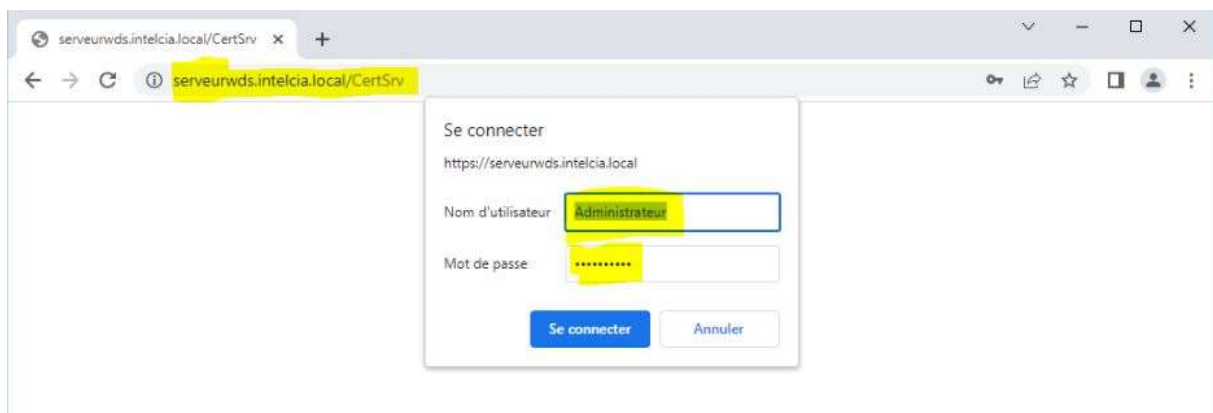 serveurwds.intelcia.local/CertSrv
serveurwds.intelcia.local/CertSrv
Se connecter
https://serveurwds.intelcia.local
Nom d'utilisateur Administrateur
Mot de passe ••••••••••
Se connecter Annuler